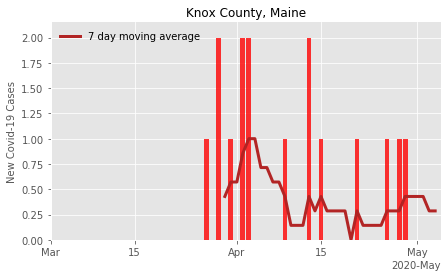 Knox County, Maine
7 day moving average
New Covid-19 Cases
2.00
1.75
1.50
1.25
1.00
0.75
0.50
0.25
0.00
Mar
15
Apr
15
May
2020-May